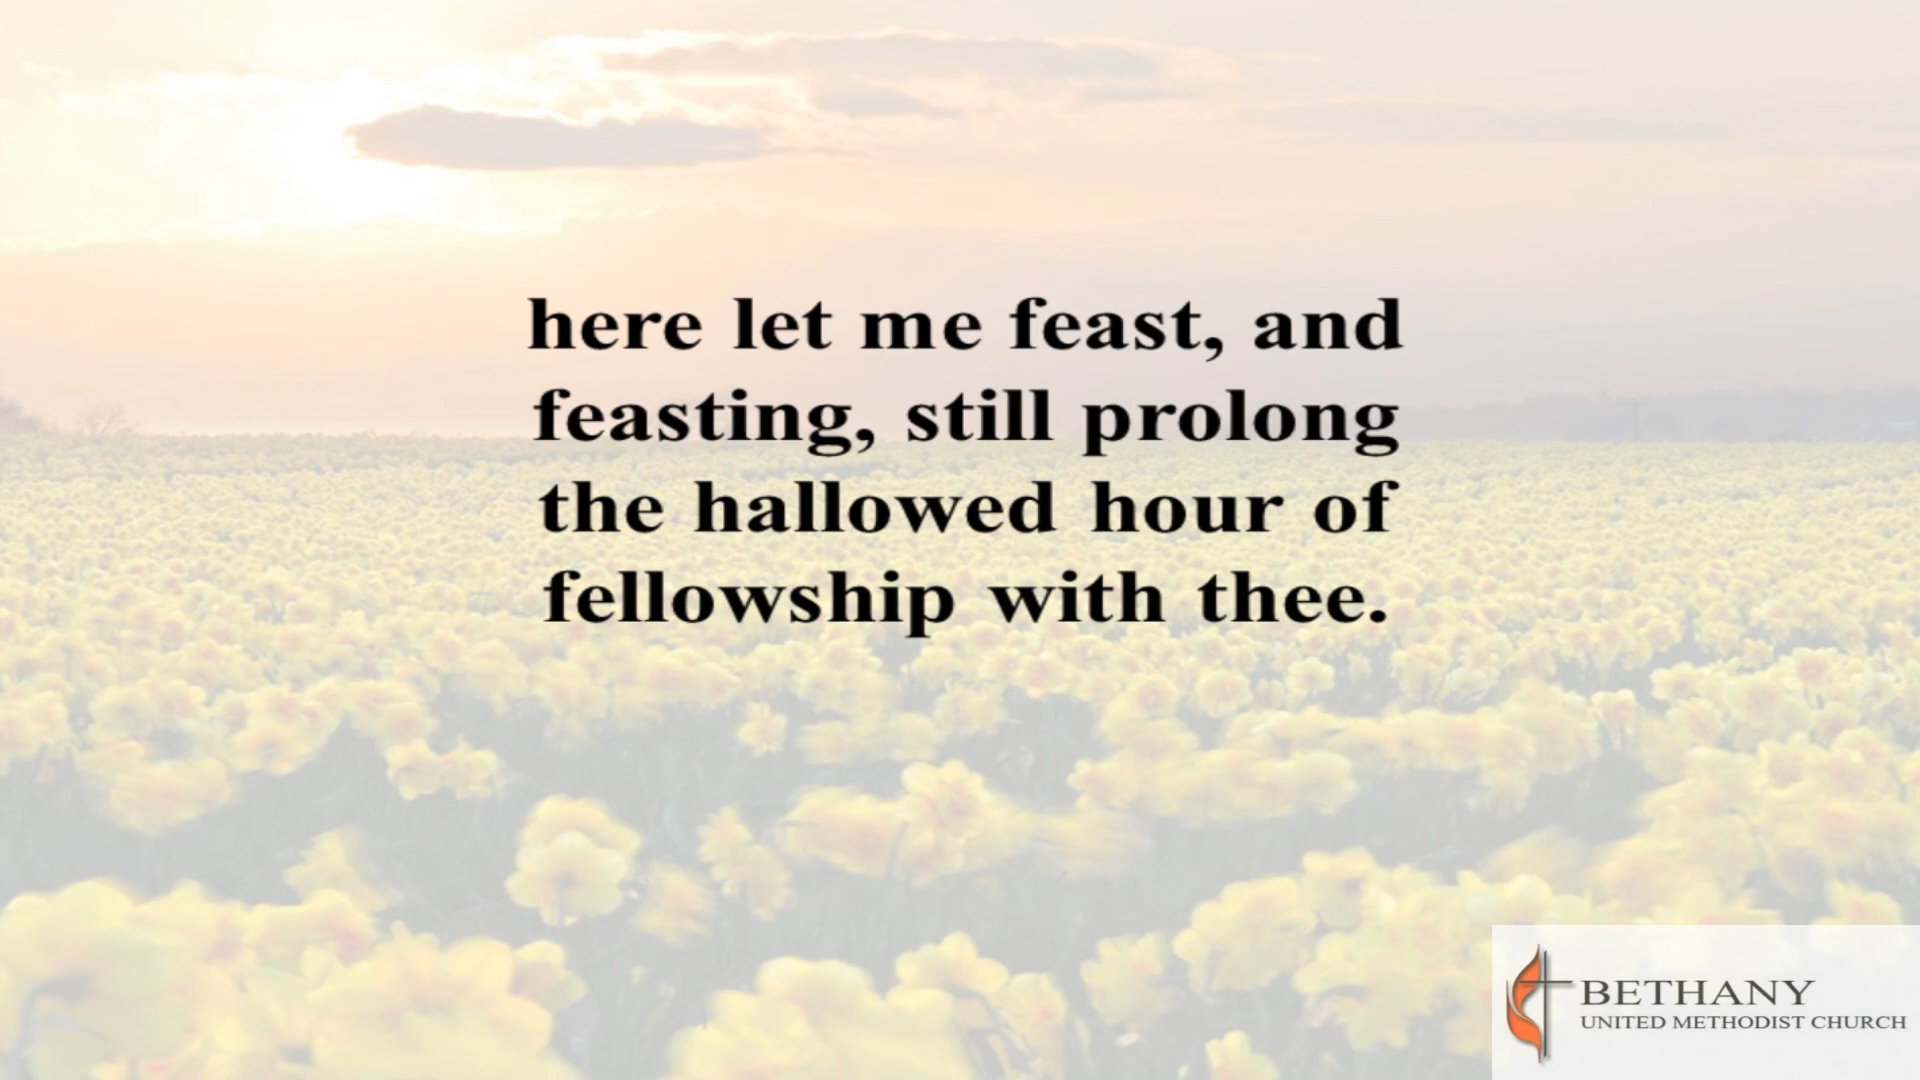 here let me feast, and
feasting, still prolong
the hallowed hour of
fellowship with thee.
BETHANY
UNITED METHODIST CHURCH